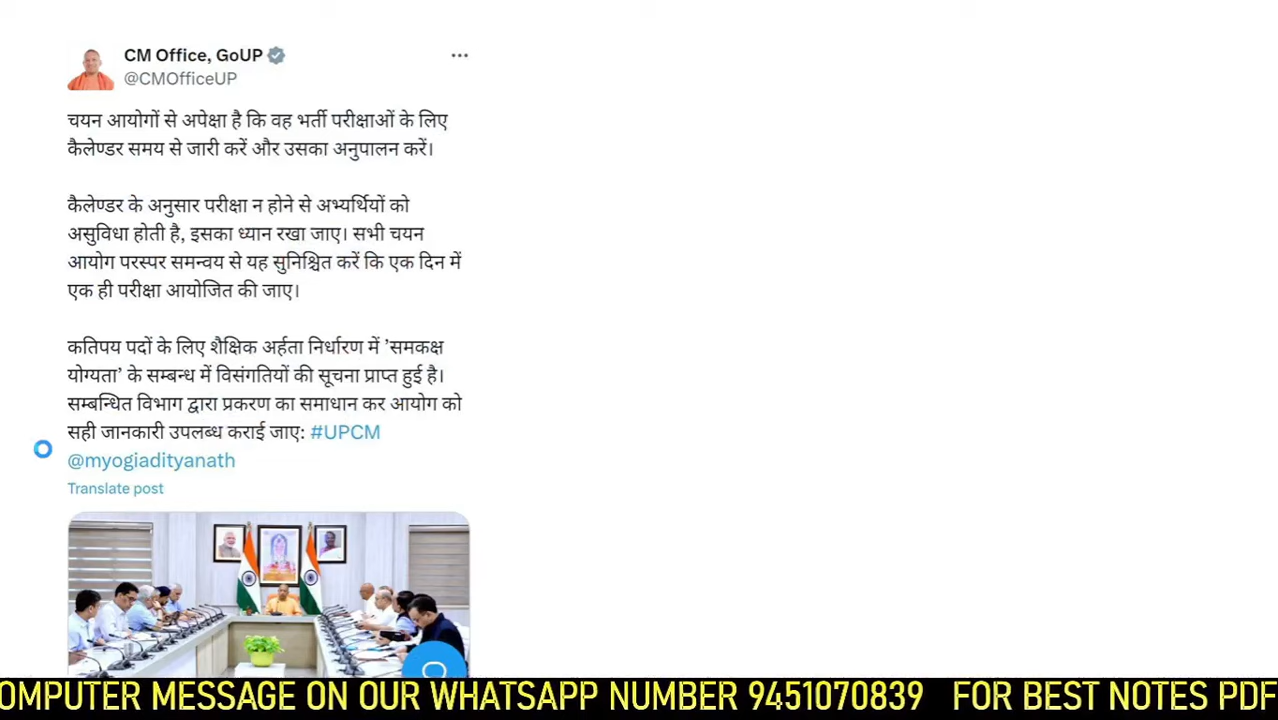 CM Office, GoUP
@CMOfficeUP
चयन आयोगों से अपेक्षा है कि वह भर्ती परीक्षाओं के लिए
कैलेण्डर समय से जारी करें और उसका अनुपालन करें।
कैलेण्डर के अनुसार परीक्षा न होने से अभ्यर्थियों को
असुविधा होती है, इसका ध्यान रखा जाए। सभी चयन
आयोग परस्पर समन्वय से यह सुनिश्चित करें कि एक दिन में
एक ही परीक्षा आयोजित की जाए।
कतिपय पदों के लिए शैक्षिक अर्हता निर्धारण में 'समकक्ष
योग्यता' के सम्बन्ध में विसंगतियों की सूचना प्राप्त हुई है।
सम्बन्धित विभाग द्वारा प्रकरण का समाधान कर आयोग को
सही जानकारी उपलब्ध कराई जाए: #UPCM
@myogiadityanath
Translate post
OMPUTER MESSAGE ON OUR WHATSAPP NUMBER 9451070839 FOR BEST NOTES PDF